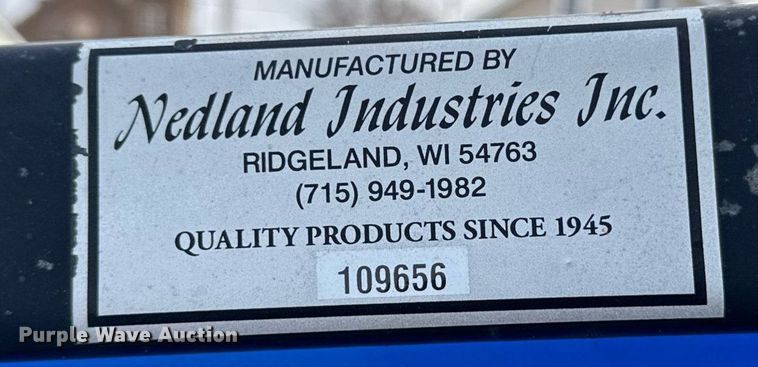 MANUFACTURED BY
Nedland Industries Inc.
RIDGELAND, WI 54763
(715) 949-1982
QUALITY PRODUCTS SINCE 1945
109656
Purple Wave Auction